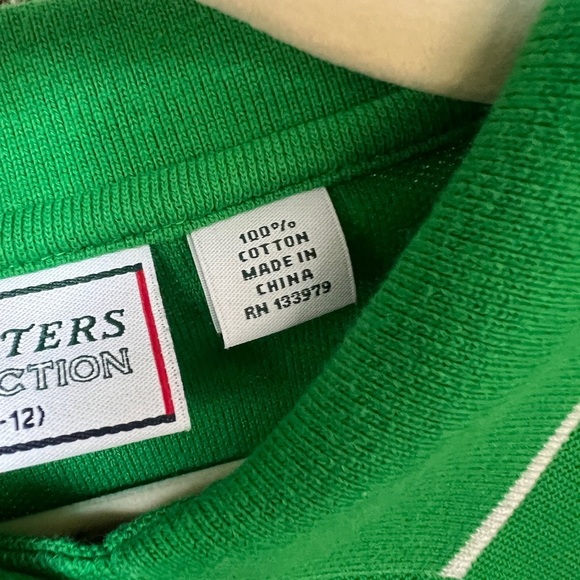 TERS
CTION
-12)
100%
COTTON
MADE IN
CHINA
RN 133979